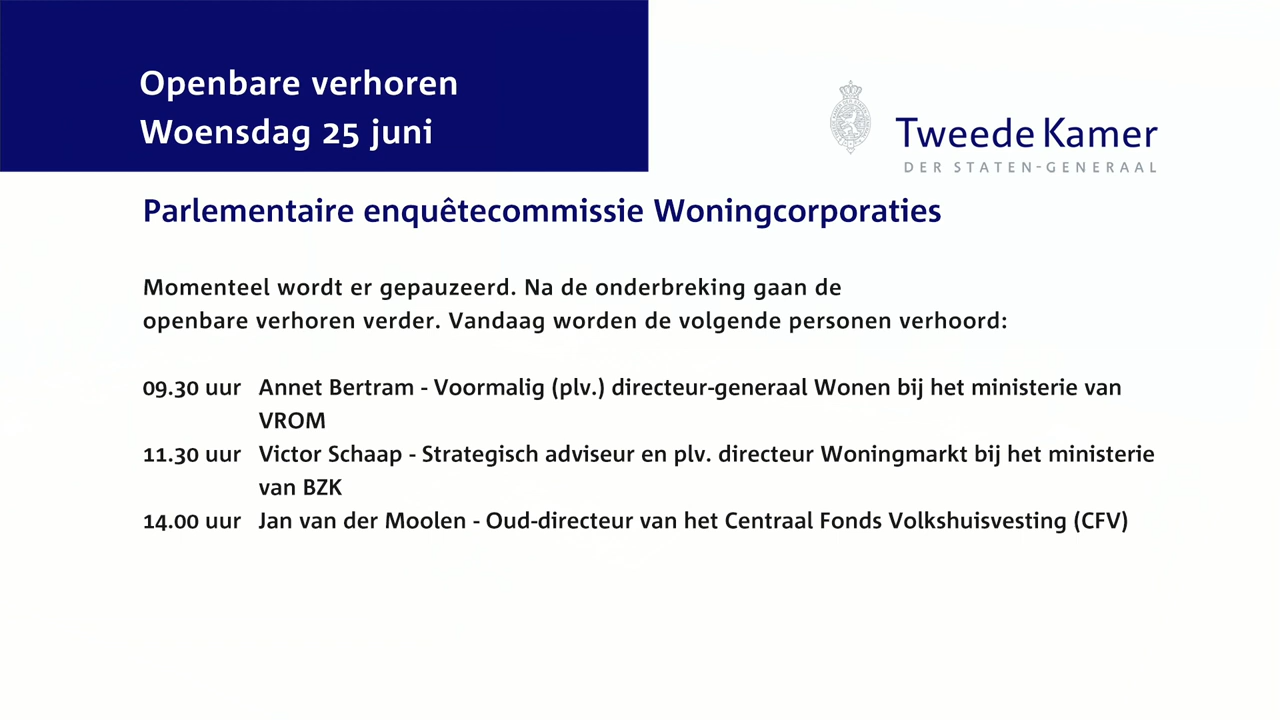 Openbare verhoren
Woensdag 25 juni
Tweede Kamer
DER STATEN-GENERAAL
Parlementaire enquêtecommissie Woningcorporaties
Momenteel wordt er gepauzeerd. Na de onderbreking gaan de
openbare verhoren verder. Vandaag worden de volgende personen verhoord:
09.30 uur Annet Bertram - Voormalig (plv.) directeur-generaal Wonen bij het ministerie van
VROM
11.30 uur Victor Schaap - Strategisch adviseur en plv. directeur Woningmarkt bij het ministerie
van BZK
14.00 uur Jan van der Moolen - Oud-directeur van het Centraal Fonds Volkshuisvesting (CFV)